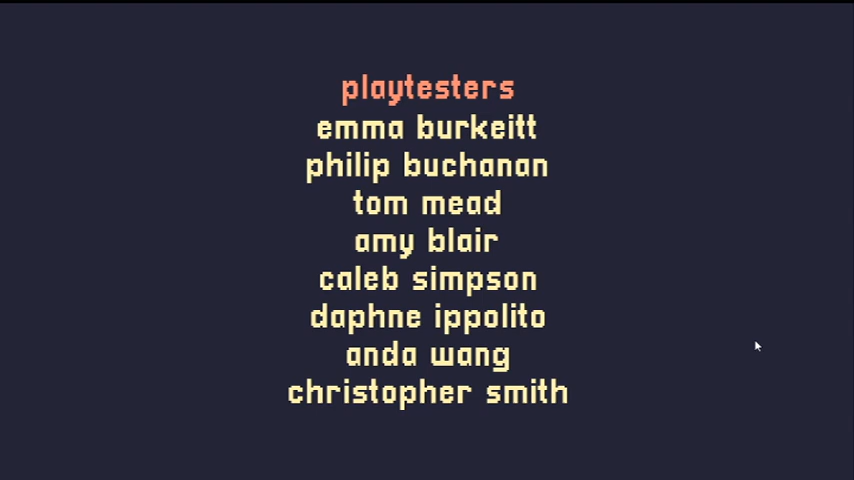 playtesters
emma burkeitt
philip buchanan
tom mead
amy blair
caleb simpson
daphne ippolito
anda wang
christopher smith